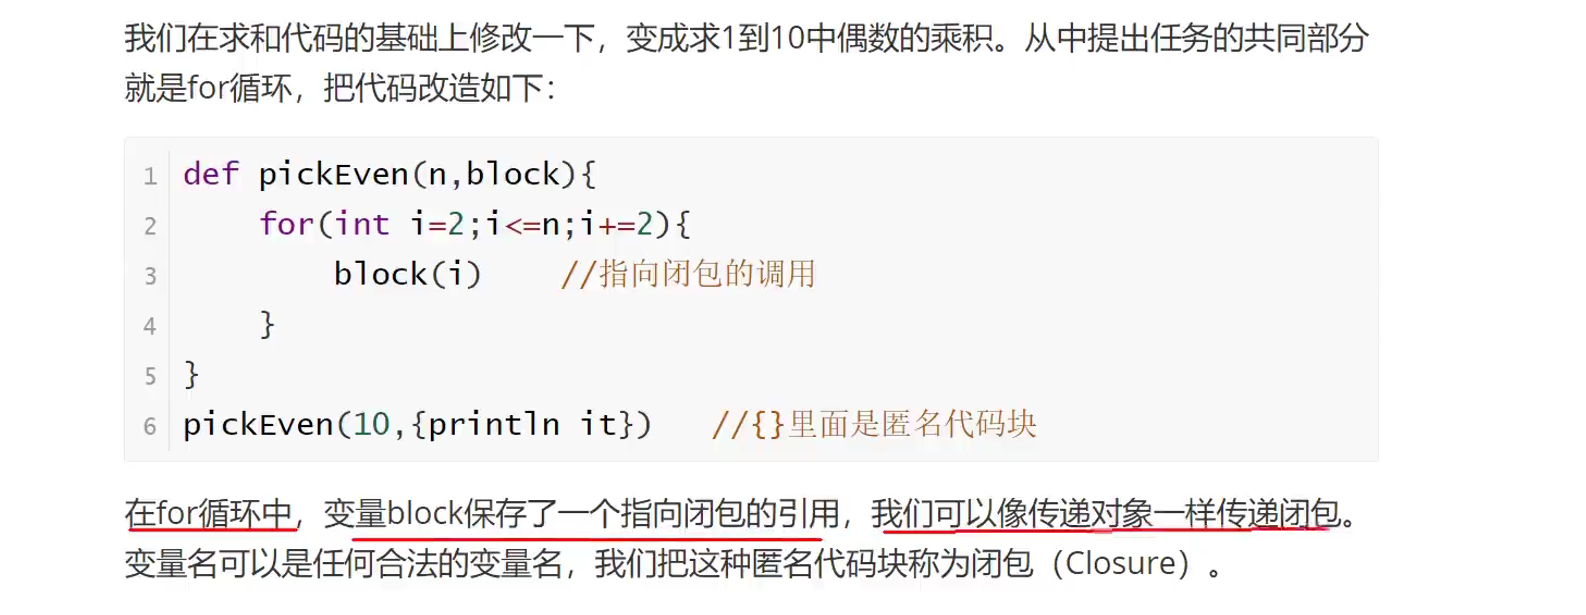 我们在求和代码的基础上修改一下，变成求1到10中偶数的乘积。从中提出任务的共同部分
就是for循环，把代码改造如下：
1 def pickEven(n,block){
2     for(int i=2;i<=n;i+=2){
3         block(i)    //指向闭包的调用
4     }
5 }
6 pickEven(10,{println it})   //{}里面是匿名代码块
在for循环中，变量block保存了一个指向闭包的引用，我们可以像传递对象一样传递闭包。
变量名可以是任何合法的变量名，我们把这种匿名代码块称为闭包（Closure）。